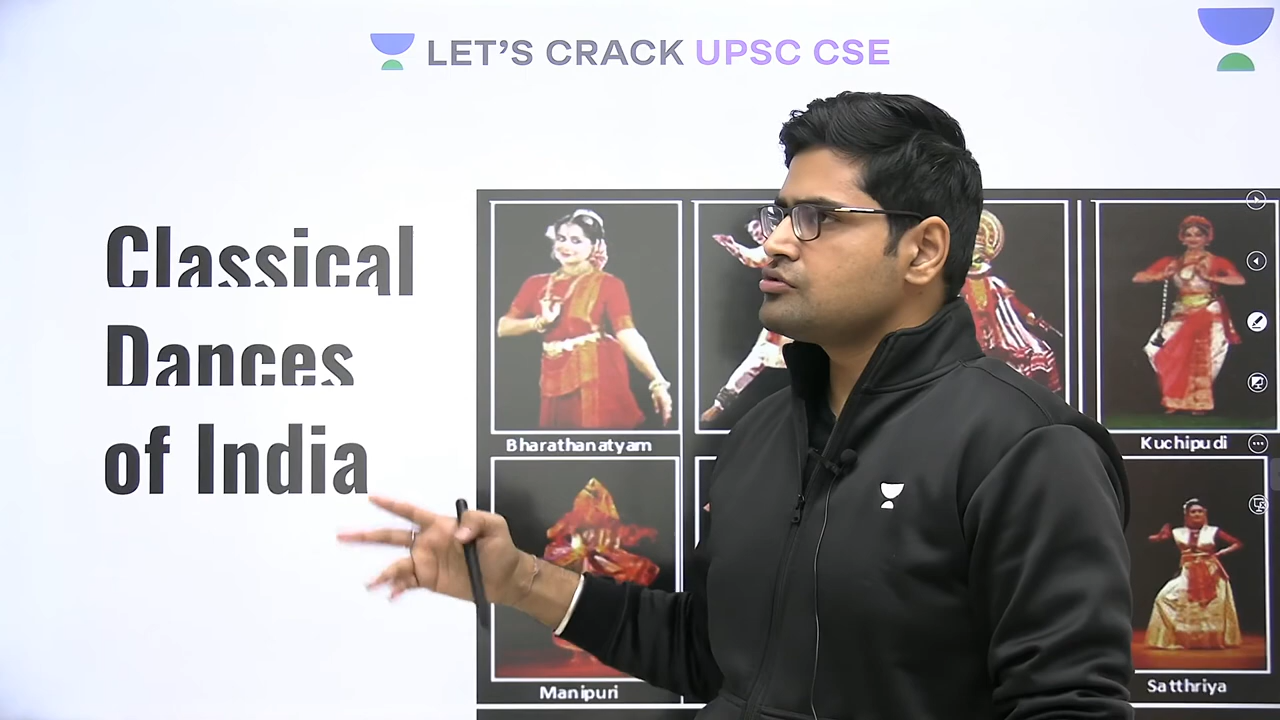 LET'S CRACK UPSC CSE
Classical
Dances
of India
Bharathanatyam
Kuchipudi
Manipuri
Satthriya